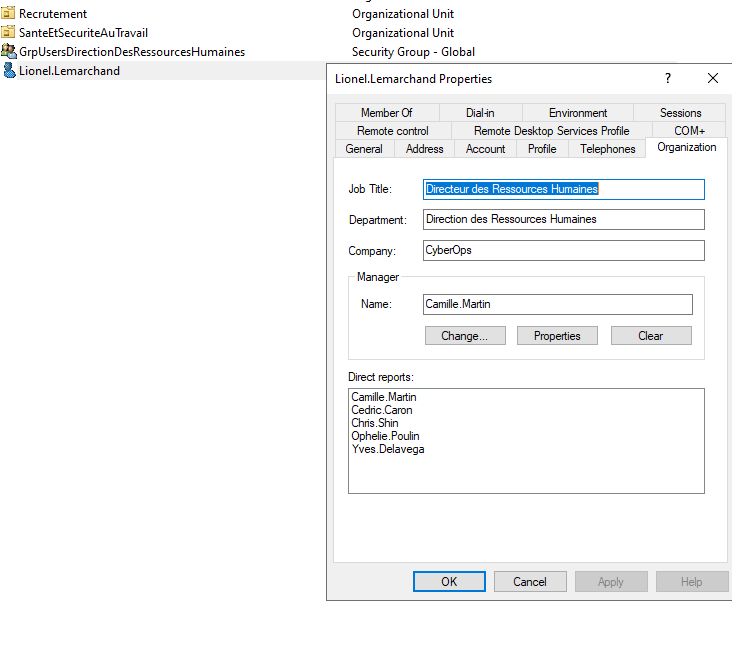 Recrutement Organizational Unit
SanteEtSecuriteAuTravail Organizational Unit
GrpUsersDirectionDesRessourcesHumaines Security Group - Global
Lionel.Lemarchand
Lionel.Lemarchand Properties ?
Member Of Dial-in Environment Sessions
Remote control Remote Desktop Services Profile COM+
General Address Account Profile Telephones Organization
Job Title: Directeur des Ressources Humaines
Department: Direction des Ressources Humaines
Company: CyberOps
Manager
Name: Camille.Martin
Change... Properties Clear
Direct reports:
Camille.Martin
Cedric.Caron
Chris.Shin
Ophelie.Poulin
Yves.Delavega
OK Cancel Apply Help